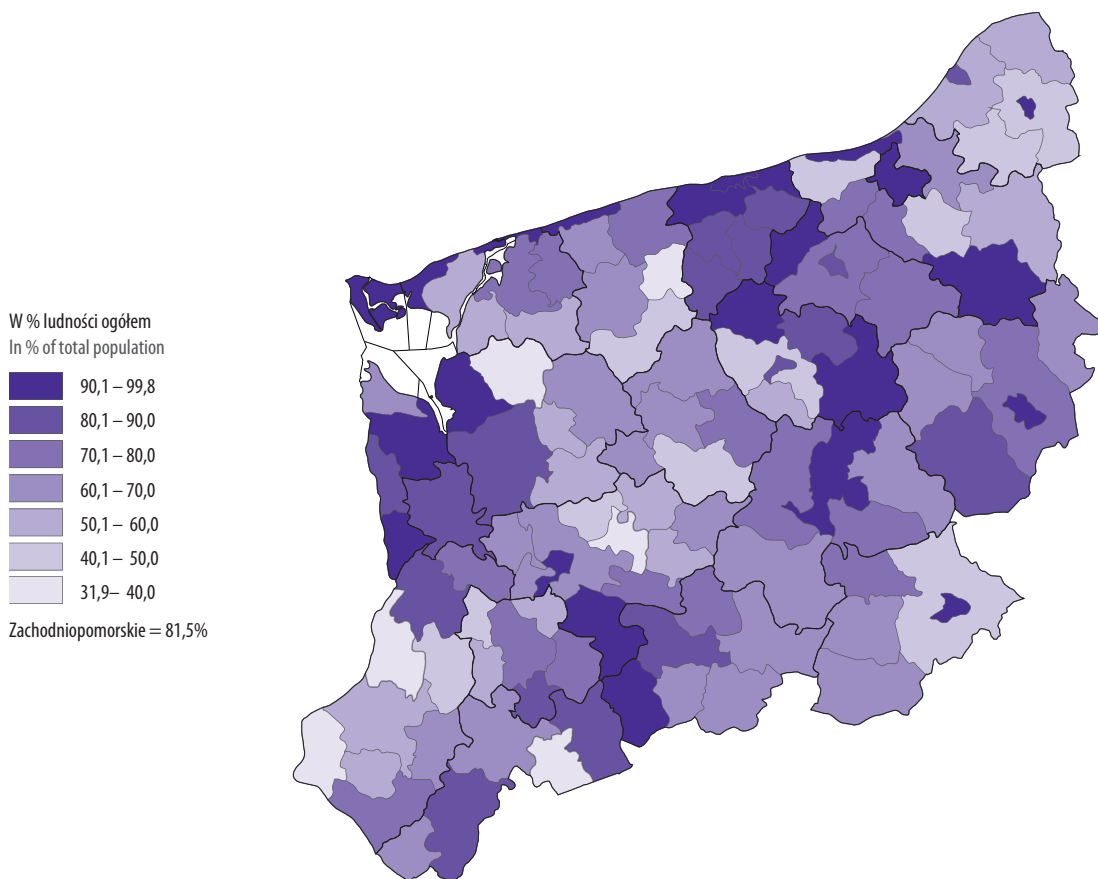 W % ludności ogółem
In % of total population
90,1 – 99,8
80,1 – 90,0
70,1 – 80,0
60,1 – 70,0
50,1 – 60,0
40,1 – 50,0
31,9– 40,0
Zachodniopomorskie = 81,5%